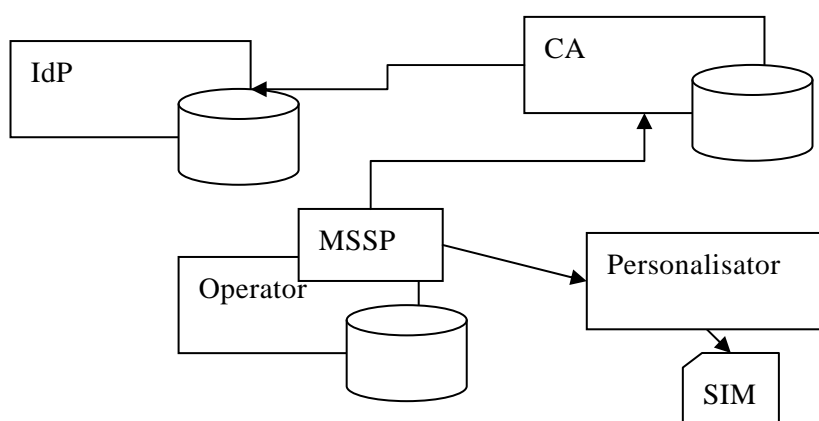 IdP
CA
MSSP
Operator
Personalisator
SIM